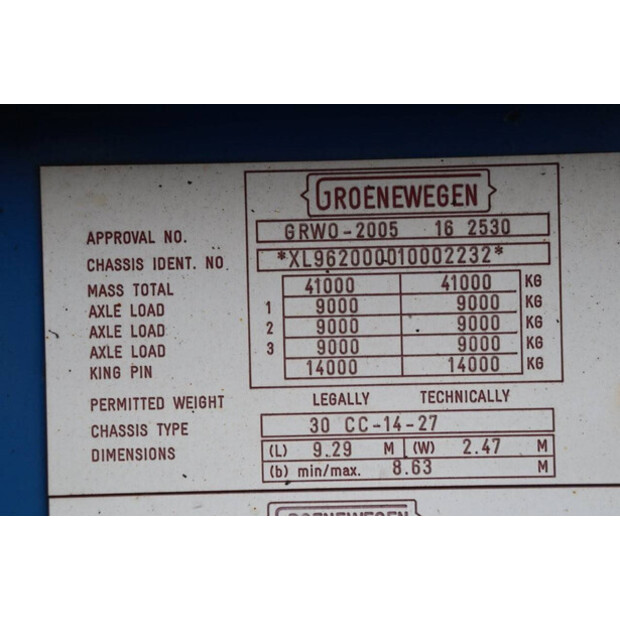 GROENEWEGEN
APPROVAL NO. GRWO-2005 16 2530
CHASSIS IDENT. NO. *XL962000010002232*
MASS TOTAL 41000 41000 KG
AXLE LOAD 1 9000 9000 KG
AXLE LOAD 2 9000 9000 KG
AXLE LOAD 3 9000 9000 KG
KING PIN 14000 14000 KG
PERMITTED WEIGHT LEGALLY TECHNICALLY
CHASSIS TYPE 30 CC-14-27
DIMENSIONS (L) 9.29 M (W) 2.47 M
(b) min/max. 8.63 M
GROENEWEGEN